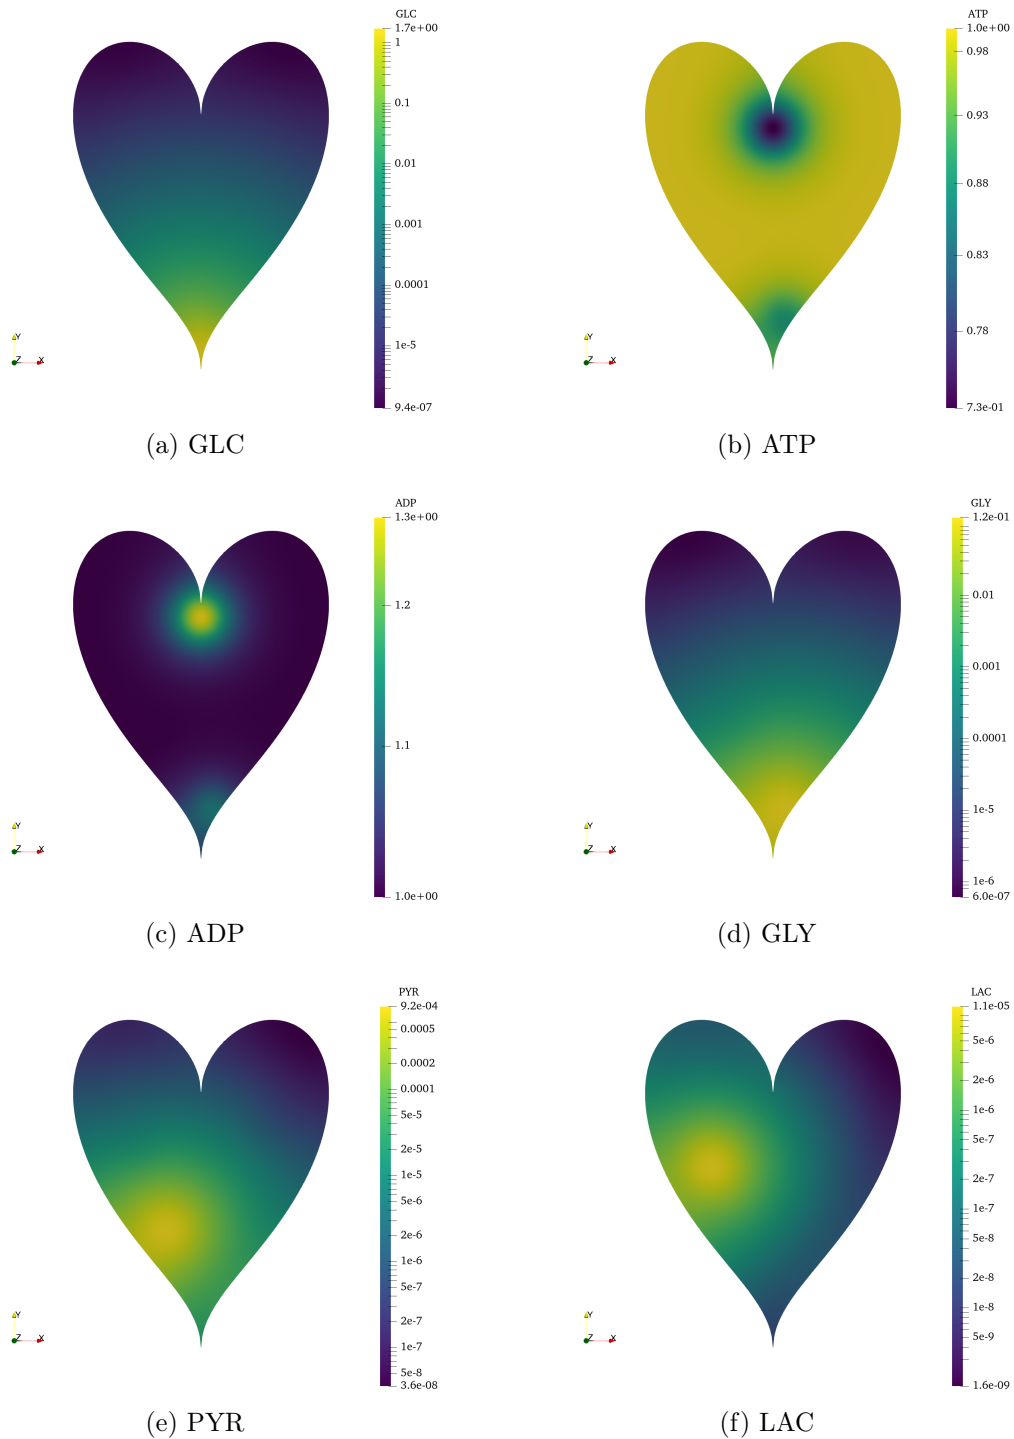 GLC
1.7e+00
1
0.1
0.01
0.001
0.0001
1e-5
9.4e-07
Y
Z X
(a) GLC
ATP
1.0e+00
0.98
0.93
0.88
0.83
0.78
7.3e-01
Y
Z X
(b) ATP
ADP
1.3e+00
1.2
1.1
1.0e+00
Y
Z X
(c) ADP
GLY
1.2e-01
0.01
0.001
0.0001
1e-5
1e-6
6.0e-07
Y
Z X
(d) GLY
PYR
9.2e-04
0.0005
0.0002
0.0001
5e-5
2e-5
1e-5
5e-6
2e-6
1e-6
5e-7
2e-7
1e-7
5e-8
3.6e-08
Y
Z X
(e) PYR
LAC
1.1e-05
5e-6
2e-6
1e-6
5e-7
2e-7
1e-7
5e-8
2e-8
1e-8
5e-9
1.6e-09
Y
Z X
(f) LAC